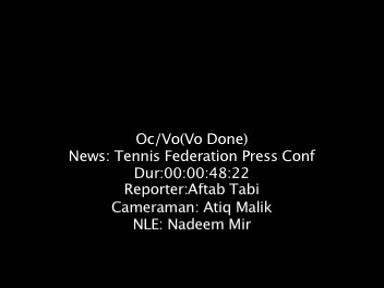 Oc/Vo(Vo Done)
News: Tennis Federation Press Conf
Dur:00:00:48:22
Reporter:Aftab Tabi
Cameraman: Atiq Malik
NLE: Nadeem Mir